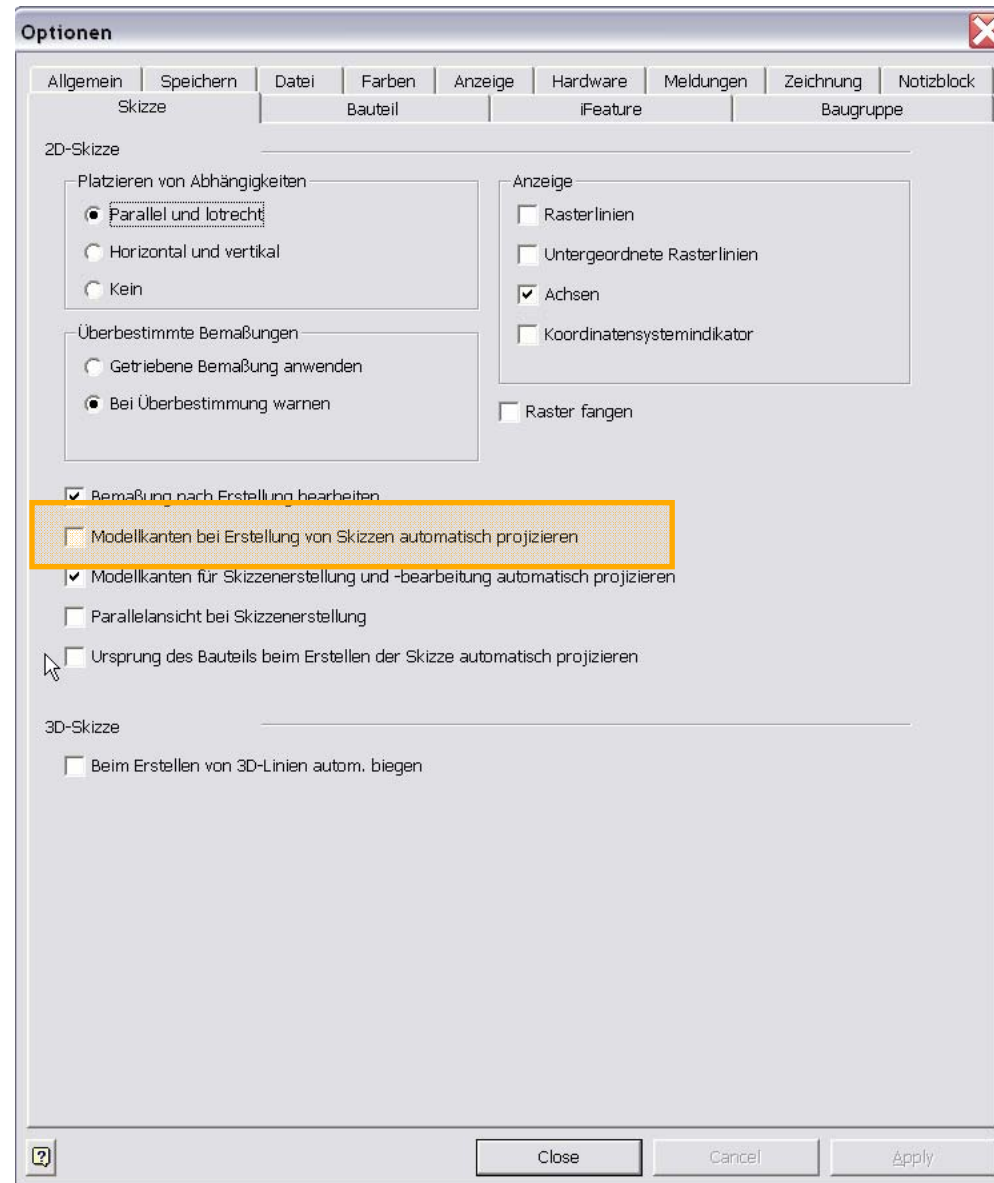 Optionen
Allgemein Speichern Datei Farben Anzeige Hardware Meldungen Zeichnung Notizblock
Skizze Bauteil iFeature Baugruppe
2D-Skizze
Platzieren von Abhängigkeiten
Parallel und lotrecht
Horizontal und vertikal
Kein
Überbestimmte Bemaßungen
Getriebene Bemaßung anwenden
Bei Überbestimmung warnen
Anzeige
Rasterlinien
Untergeordnete Rasterlinien
Achsen
Koordinatensystemindikator
Raster fangen
Bemaßung nach Erstellung bearbeiten
Modellkanten bei Erstellung von Skizzen automatisch projizieren
Modellkanten für Skizzenerstellung und -bearbeitung automatisch projizieren
Parallelansicht bei Skizzenerstellung
Ursprung des Bauteils beim Erstellen der Skizze automatisch projizieren
3D-Skizze
Beim Erstellen von 3D-Linien autom. biegen
? Close Cancel Apply